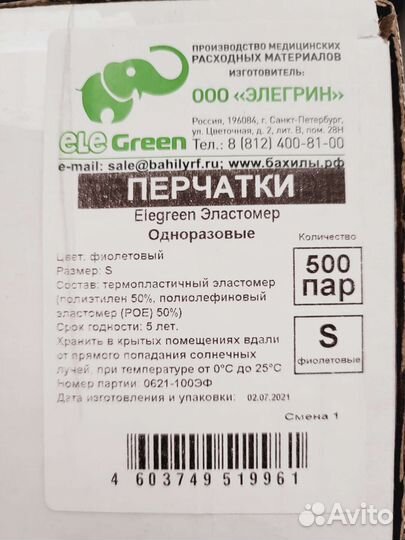 ПРОИЗВОДСТВО МЕДИЦИНСКИХ
РАСХОДНЫХ МАТЕРИАЛОВ
ИЗГОТОВИТЕЛЬ:
ООО «ЭЛЕГРИН»
Россия, 196084, г. Санкт-Петербург,
ул. Цветочная, д. 2, лит. В, пом. 28Н
Тел.: 8 (812) 400-81-00
eLe Green
e-mail: sale@bahilyrf.ru; www.бахилы.рф
ПЕРЧАТКИ
Elegreen Эластомер
Одноразовые
Количество
Цвет: фиолетовый
Размер: S
Состав: термопластичный эластомер
(полиэтилен 50%, полиолефиновый
эластомер (POE) 50%)
Срок годности: 5 лет.
Хранить в крытых помещениях вдали
от прямого попадания солнечных
лучей, при температуре от 0°С до 25°С
Номер партии: 0621-100ЭФ
Дата изготовления и упаковки: 02.07.2021
500
пар
S
фиолетовые
Смена 1
4 603749 519961
Avito